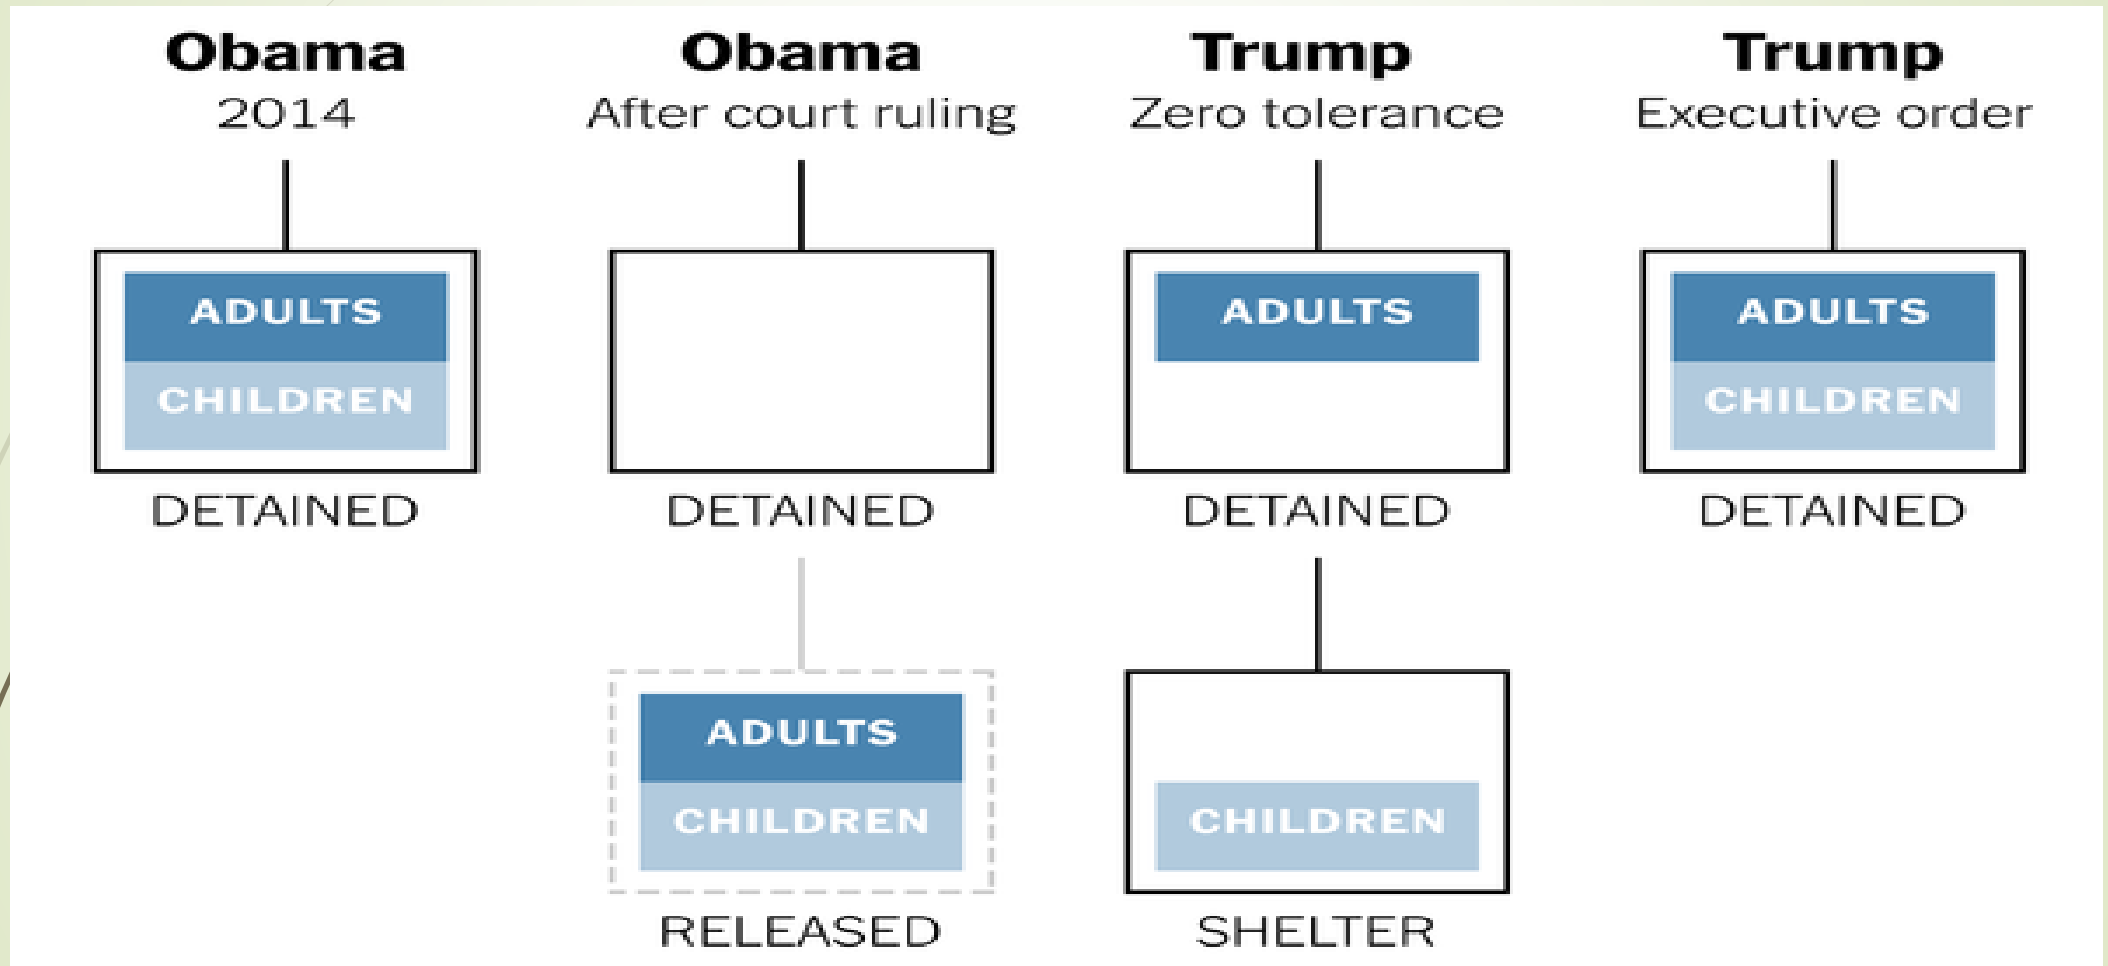 Obama
2014
ADULTS
CHILDREN
DETAINED
Obama
After court ruling
DETAINED
ADULTS
CHILDREN
RELEASED
Trump
Zero tolerance
ADULTS
DETAINED
CHILDREN
SHELTER
Trump
Executive order
ADULTS
CHILDREN
DETAINED